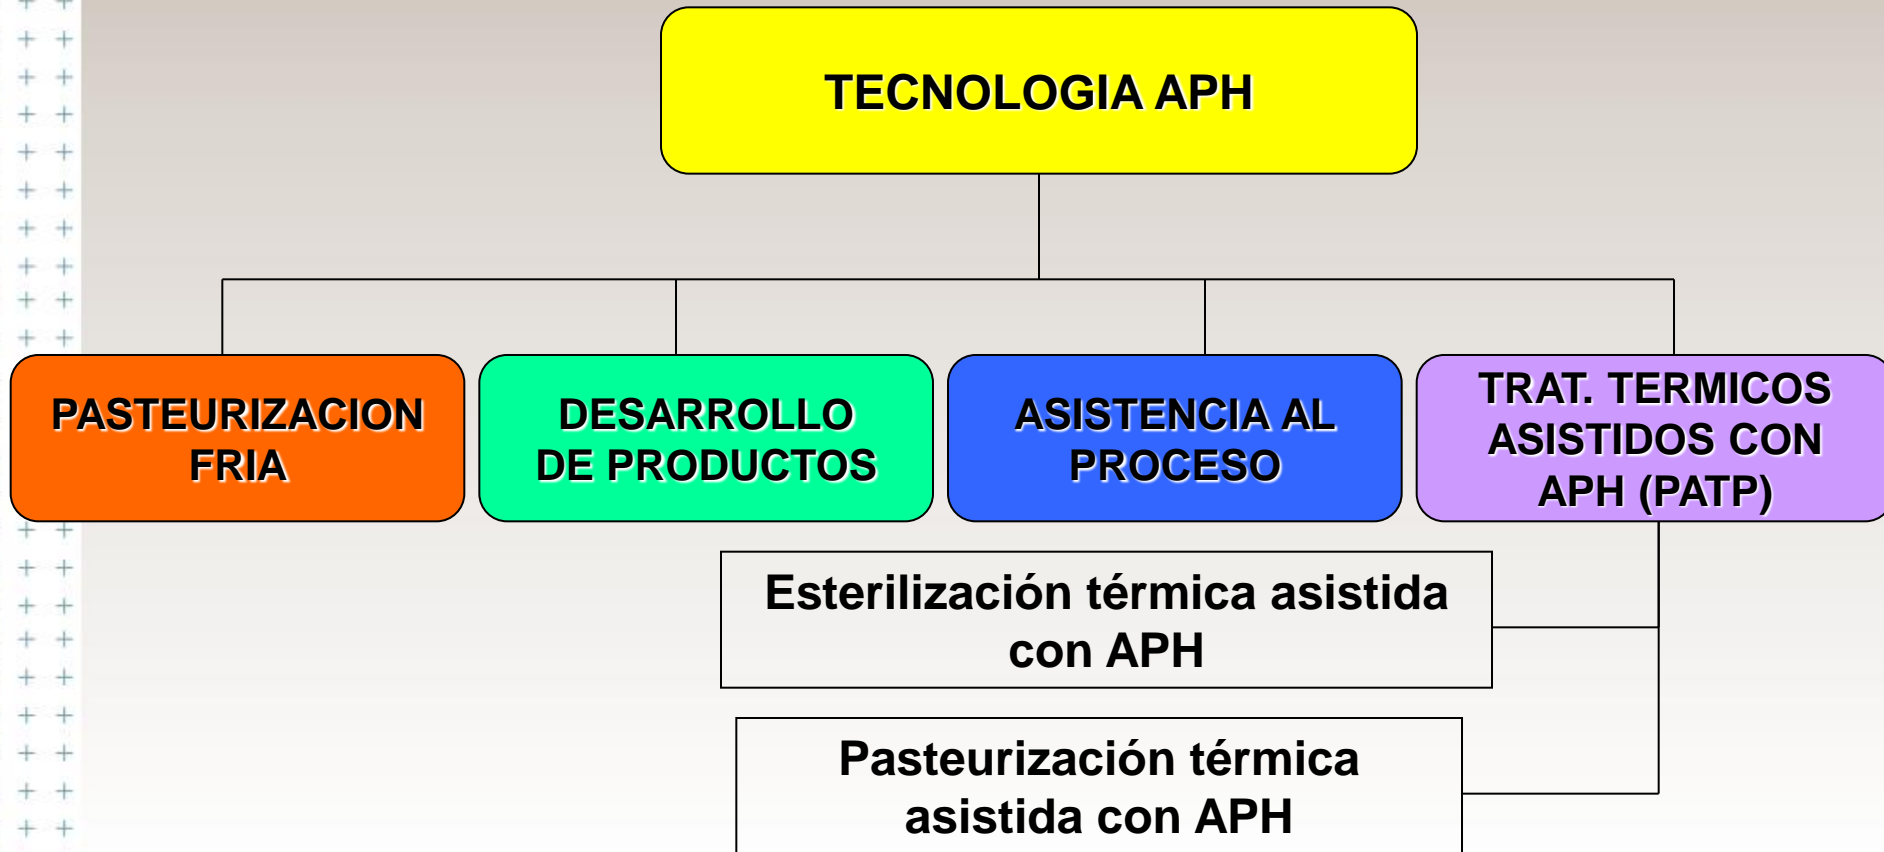 TECNOLOGIA APH
PASTEURIZACION
FRIA
DESARROLLO
DE PRODUCTOS
ASISTENCIA AL
PROCESO
TRAT. TERMICOS
ASISTIDOS CON
APH (PATP)
Esterilización térmica asistida
con APH
Pasteurización térmica
asistida con APH